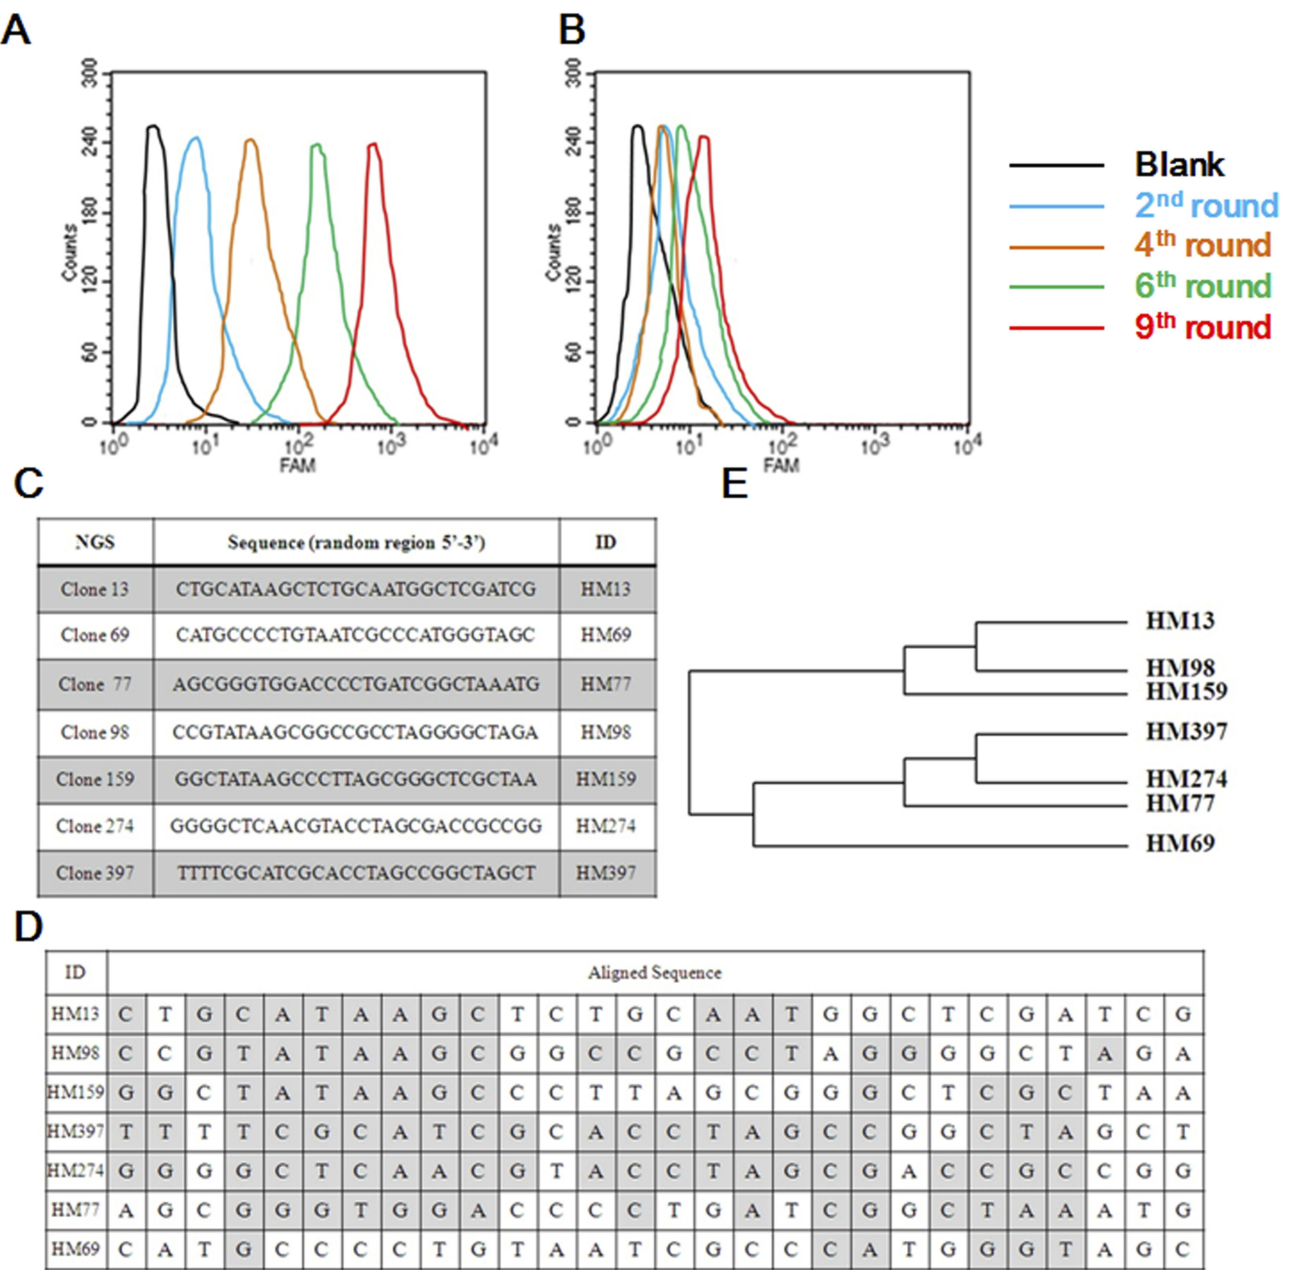 A
B
300
240
180
120
60
0
Counts
10^0 10^1 10^2 10^3 10^4
FAM
300
240
180
120
60
0
Counts
10^0 10^1 10^2 10^3 10^4
FAM
Blank
2nd round
4th round
6th round
9th round
C
NGS Sequence (random region 5’-3’) ID
Clone 13 CTGCATAAGCTCTGCAATGGCTCGATCG HM13
Clone 69 CATGCCCCTGTAATCGCCCATGGGTAGC HM69
Clone 77 AGCGGGTGGACCCCTGATCGGCTAAATG HM77
Clone 98 CCGTATAAGCGGCCGCCTAGGGGCTAGA HM98
Clone 159 GGCTATAAGCCCTTAGCGGGCTCGCTAA HM159
Clone 274 GGGGCTCAACGTACCTAGCGACCGCCGG HM274
Clone 397 TTTTCGCATCGCACCTAGCCGGCTAGCT HM397
E
HM13
HM98
HM159
HM397
HM274
HM77
HM69
D
ID Aligned Sequence
HM13 C T G C A T A A G C T C T G C A A T G G C T C G A T C G
HM98 C C G T A T A A G C G G C C G C C T A G G G G C T A G A
HM159 G G C T A T A A G C C C T T A G C G G G C T C G C T A A
HM397 T T T T C G C A T C G C A C C T A G C C G G C T A G C T
HM274 G G G G C T C A A C G T A C C T A G C G A C C G C C G G
HM77 A G C G G G T G G A C C C C T G A T C G G C T A A A T G
HM69 C A T G C C C C T G T A A T C G C C C A T G G G T A G C